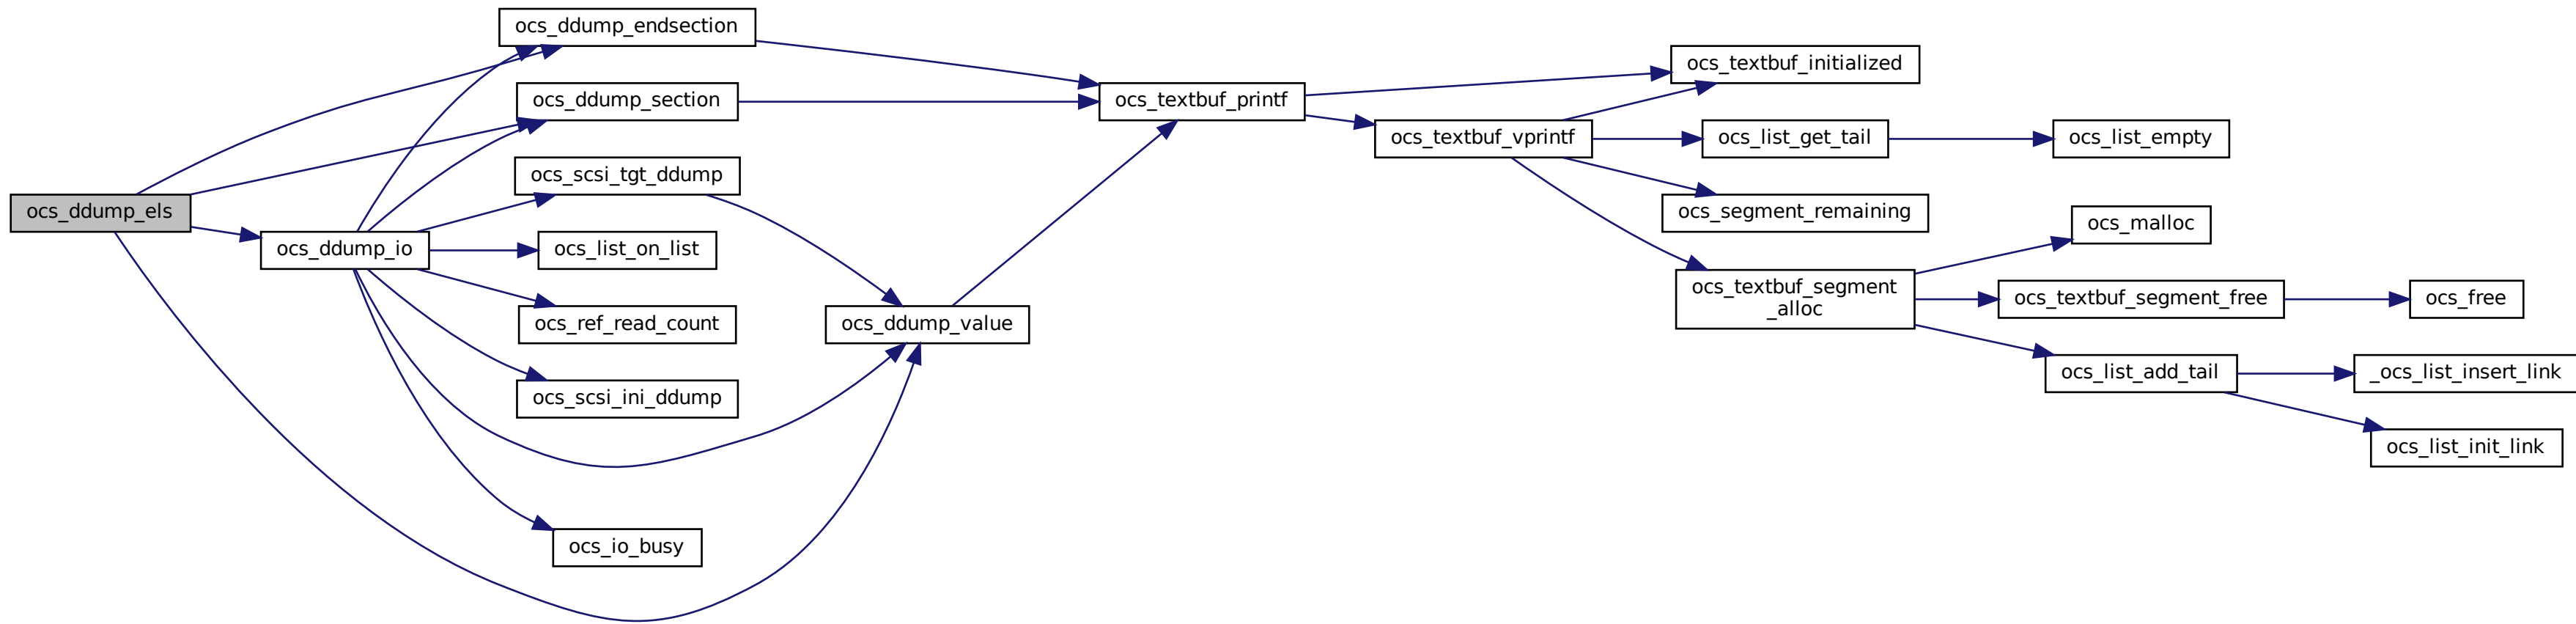 ocs_ddump_els
ocs_ddump_io
ocs_ddump_endsection
ocs_ddump_section
ocs_scsi_tgt_ddump
ocs_list_on_list
ocs_ref_read_count
ocs_scsi_ini_ddump
ocs_io_busy
ocs_ddump_value
ocs_textbuf_printf
ocs_textbuf_vprintf
ocs_textbuf_initialized
ocs_list_get_tail
ocs_segment_remaining
ocs_textbuf_segment
_alloc
ocs_list_empty
ocs_malloc
ocs_textbuf_segment_free
ocs_list_add_tail
ocs_free
_ocs_list_insert_link
ocs_list_init_link